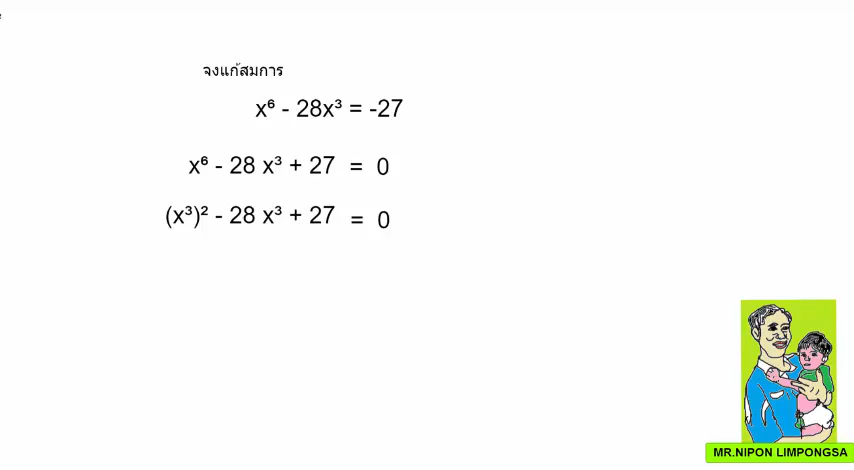 จงแก้สมการ
x⁶ - 28x³ = -27
x⁶ - 28 x³ + 27 = 0
(x³)² - 28 x³ + 27 = 0
MR.NIPON LIMPONGSA